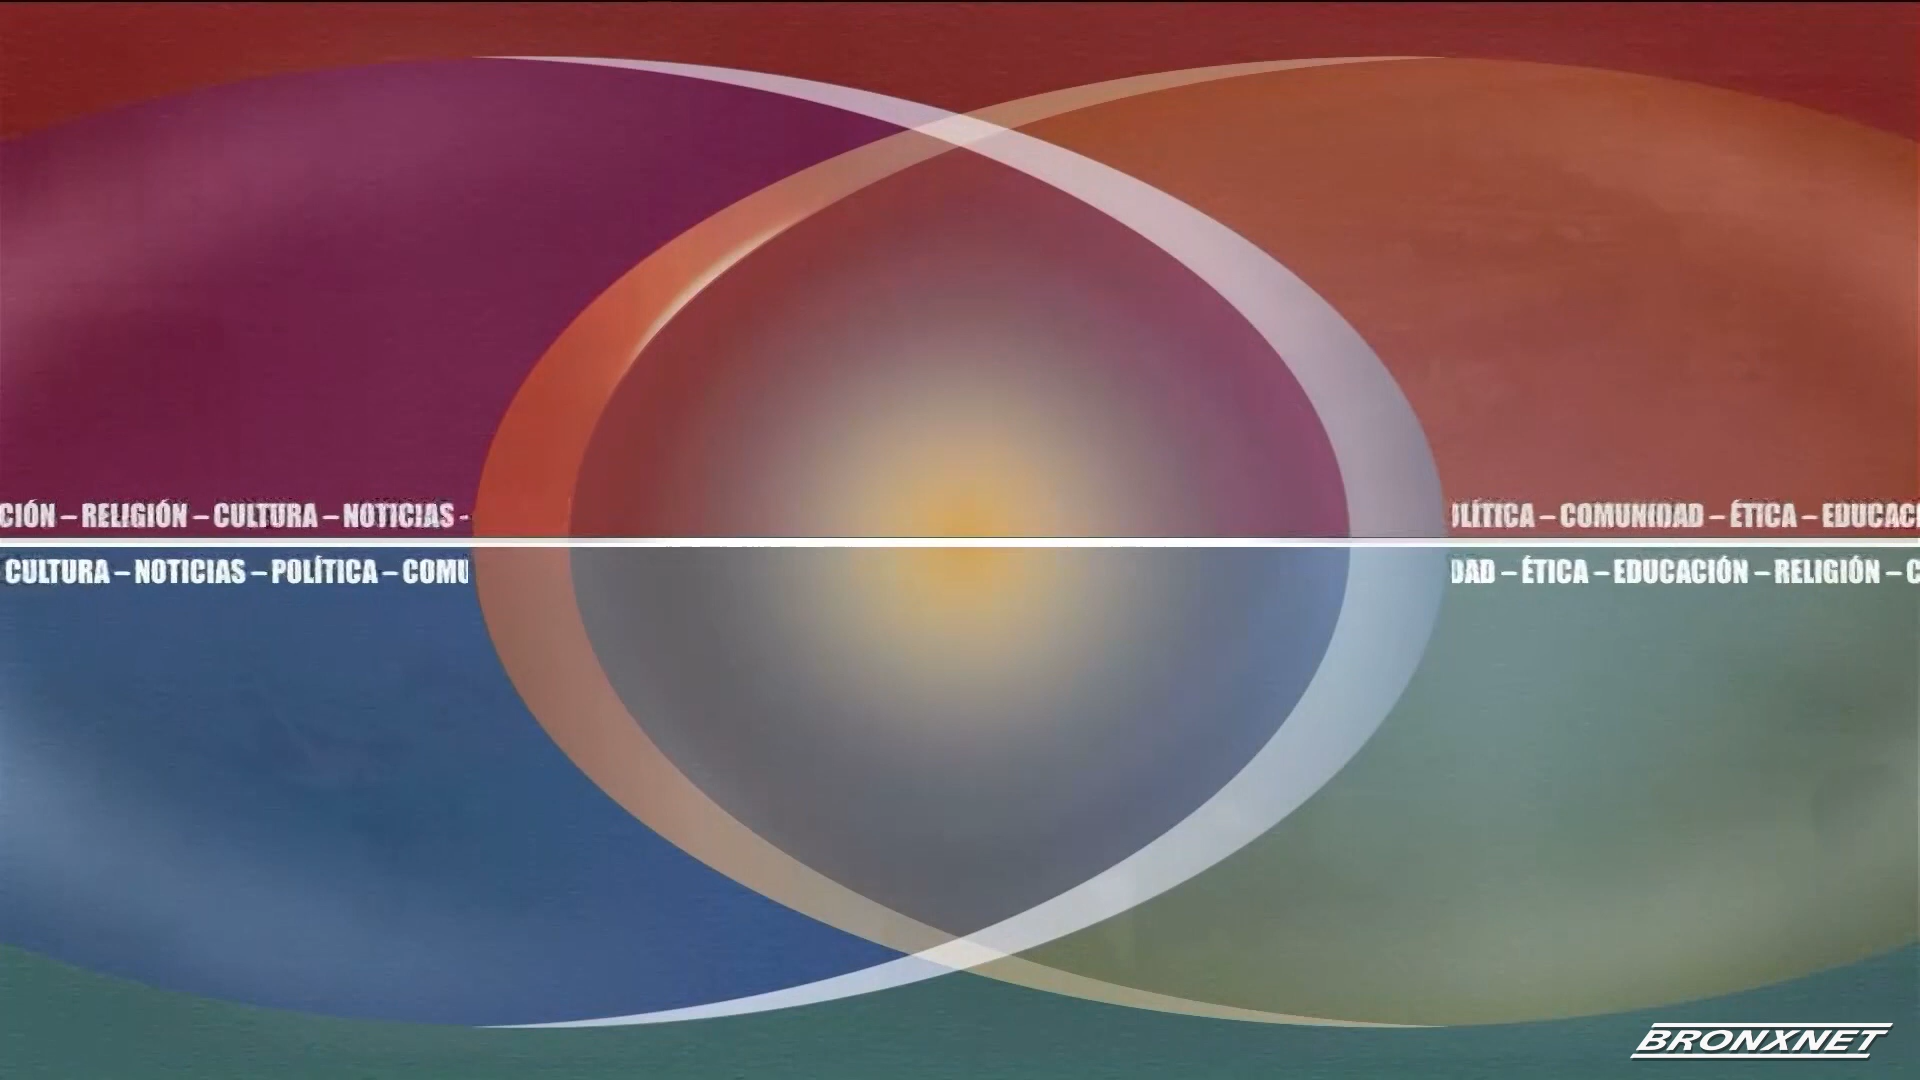 CIÓN – RELIGIÓN – CULTURA – NOTICIAS -
LÍTICA – COMUNIDAD – ÉTICA – EDUCAC
CULTURA – NOTICIAS – POLÍTICA – COMU
DAD – ÉTICA – EDUCACIÓN – RELIGIÓN – C
BRONXNET